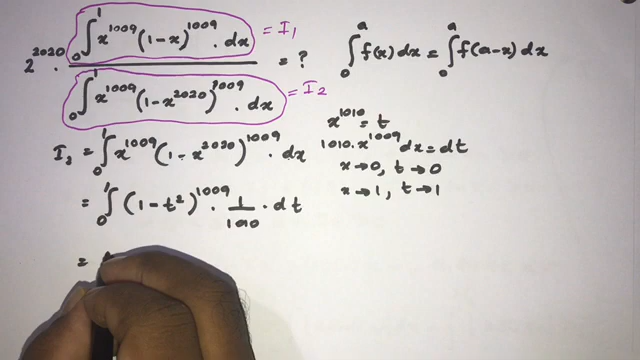 2^2020 · ∫₀¹ x^1009 (1-x)^1009 · dx = I₁
/ ∫₀¹ x^1009 (1-x^2020)^1009 · dx = I₂
= ?
∫₀ᵃ f(x) dx = ∫₀ᵃ f(a-x) dx
I₂ = ∫₀¹ x^1009 (1-x^2020)^1009 · dx
x^1010 = t
1010·x^1009 dx = dt
x→0, t→0
x→1, t→1
= ∫₀¹ (1-t²)^1009 · 1/1010 · dt
=